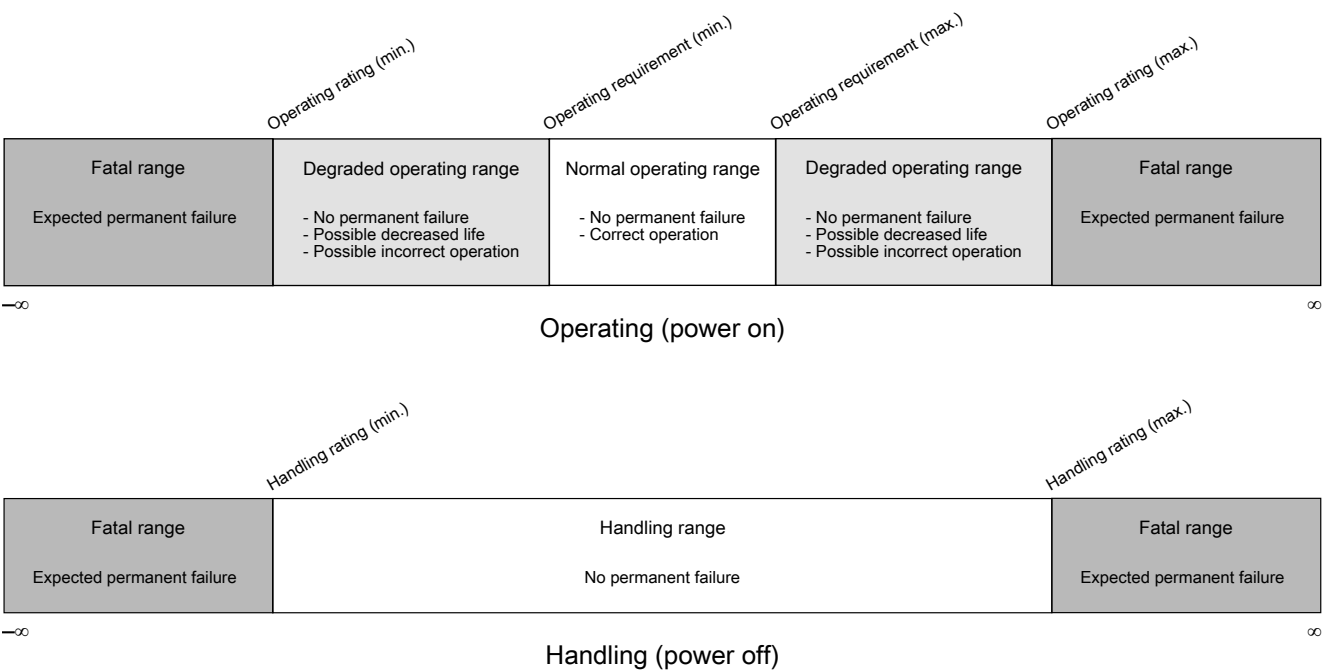 Operating rating (min.)
Operating requirement (min.)
Operating requirement (max.)
Operating rating (max.)
Fatal range
Expected permanent failure
Degraded operating range
- No permanent failure
- Possible decreased life
- Possible incorrect operation
Normal operating range
- No permanent failure
- Correct operation
Degraded operating range
- No permanent failure
- Possible decreased life
- Possible incorrect operation
Fatal range
Expected permanent failure
–∞
∞
Operating (power on)
Handling rating (min.)
Handling rating (max.)
Fatal range
Expected permanent failure
Handling range
No permanent failure
Fatal range
Expected permanent failure
–∞
∞
Handling (power off)